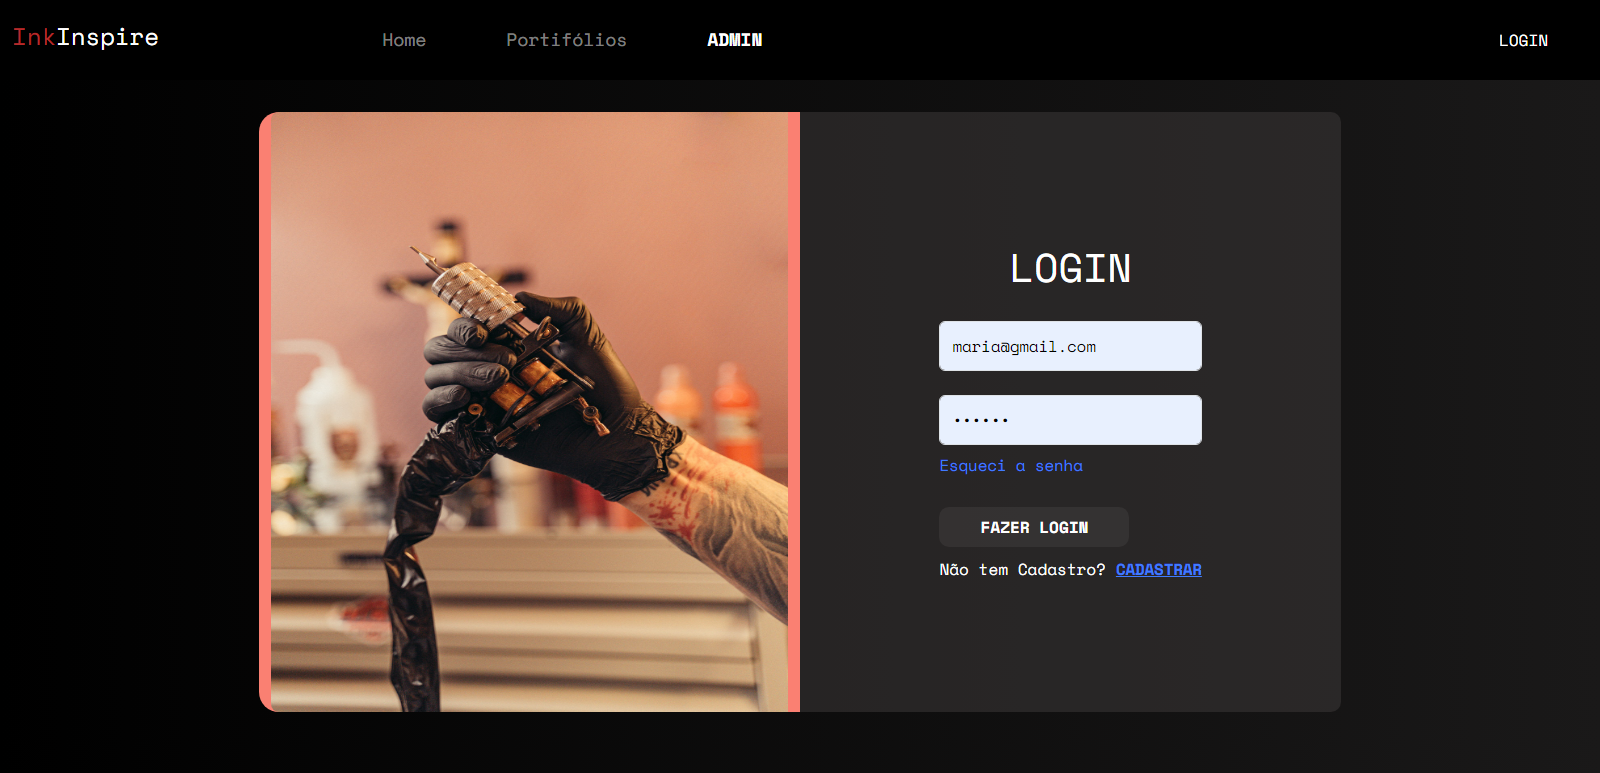 InkInspire
Home
Portifólios
ADMIN
LOGIN
LOGIN
maria@gmail.com
••••••
Esqueci a senha
FAZER LOGIN
Não tem Cadastro? CADASTRAR